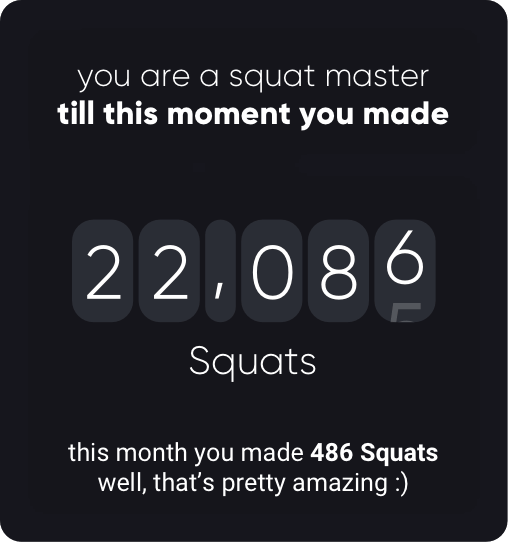 you are a squat master
till this moment you made
22,086
5
Squats
this month you made 486 Squats
well, that’s pretty amazing :)